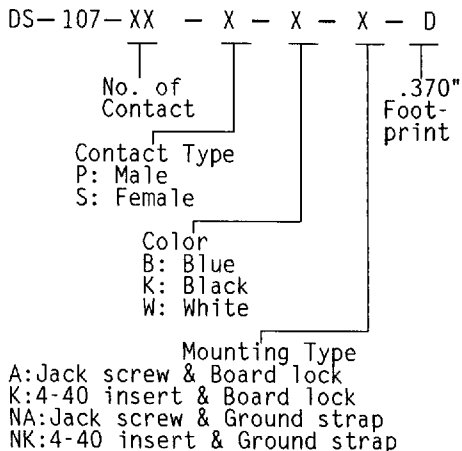 DS-107-XX - X - X - X - D
No. of
Contact
.370"
Foot-
print
Contact Type
P: Male
S: Female
Color
B: Blue
K: Black
W: White
Mounting Type
A:Jack screw & Board lock
K:4-40 insert & Board lock
NA:Jack screw & Ground strap
NK:4-40 insert & Ground strap